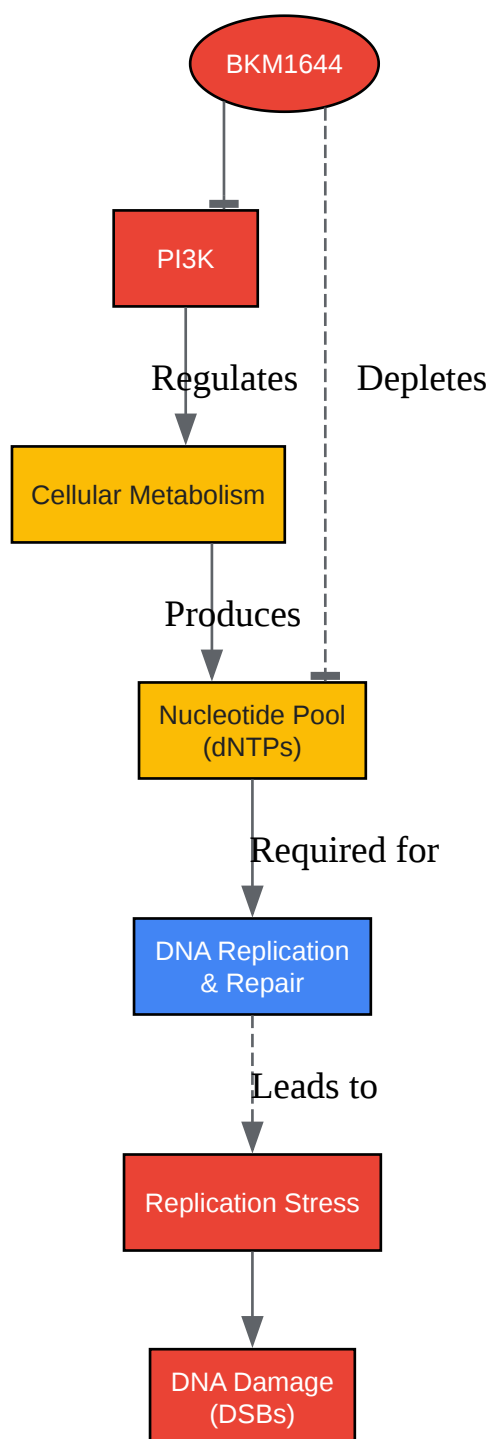 BKM1644
PI3K
Regulates
Depletes
Cellular Metabolism
Produces
Nucleotide Pool
(dNTPs)
Required for
DNA Replication
& Repair
Leads to
Replication Stress
DNA Damage
(DSBs)